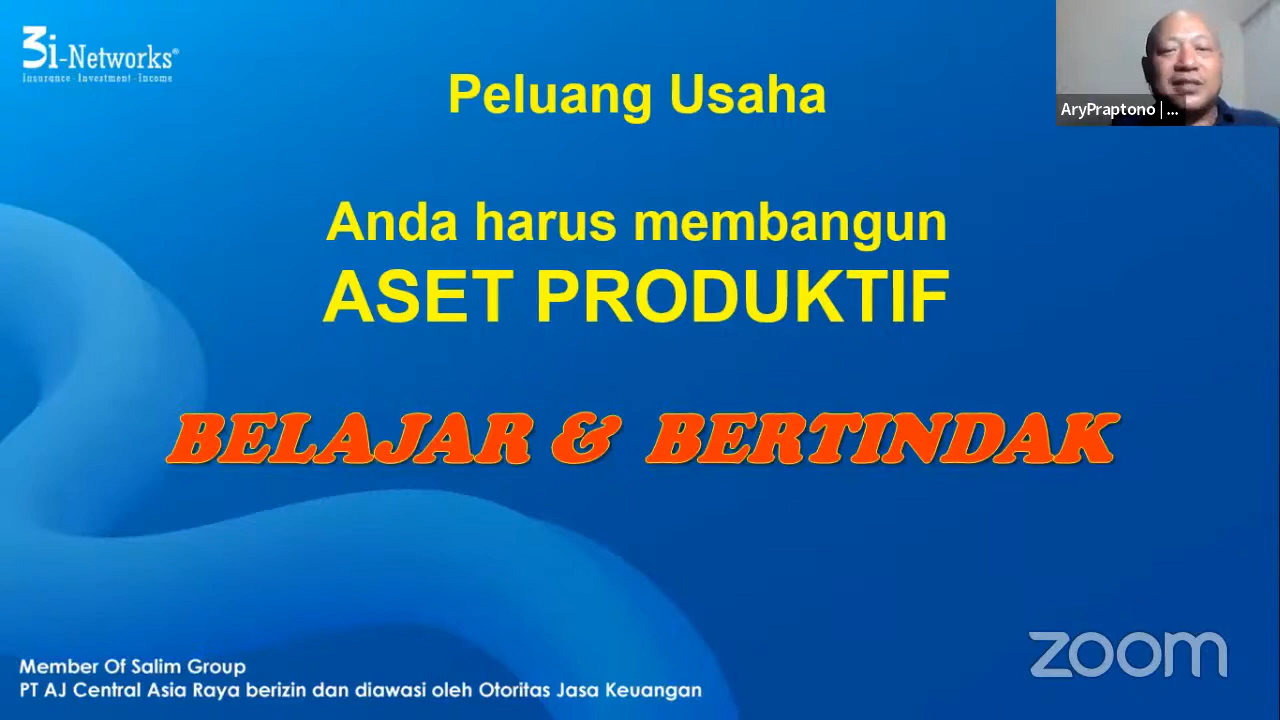 3i-Networks®
Insurance · Investment · Income
Peluang Usaha
AryPraptono | ...
Anda harus membangun
ASET PRODUKTIF
BELAJAR & BERTINDAK
zoom
Member Of Salim Group
PT AJ Central Asia Raya berizin dan diawasi oleh Otoritas Jasa Keuangan